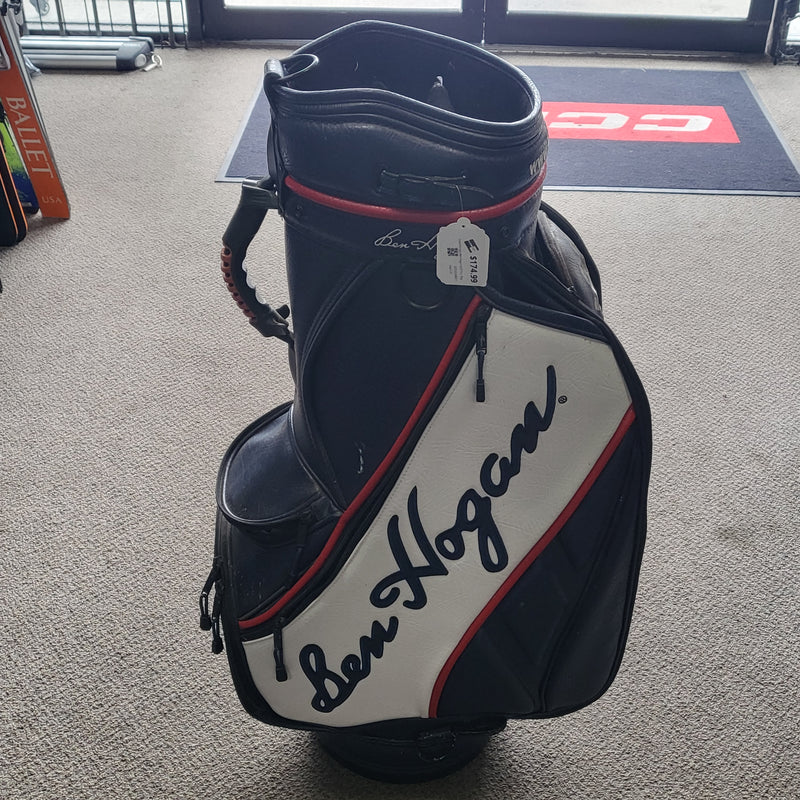 BALLET
USA
Ben Hogan
$174.99
Ben Hogan®